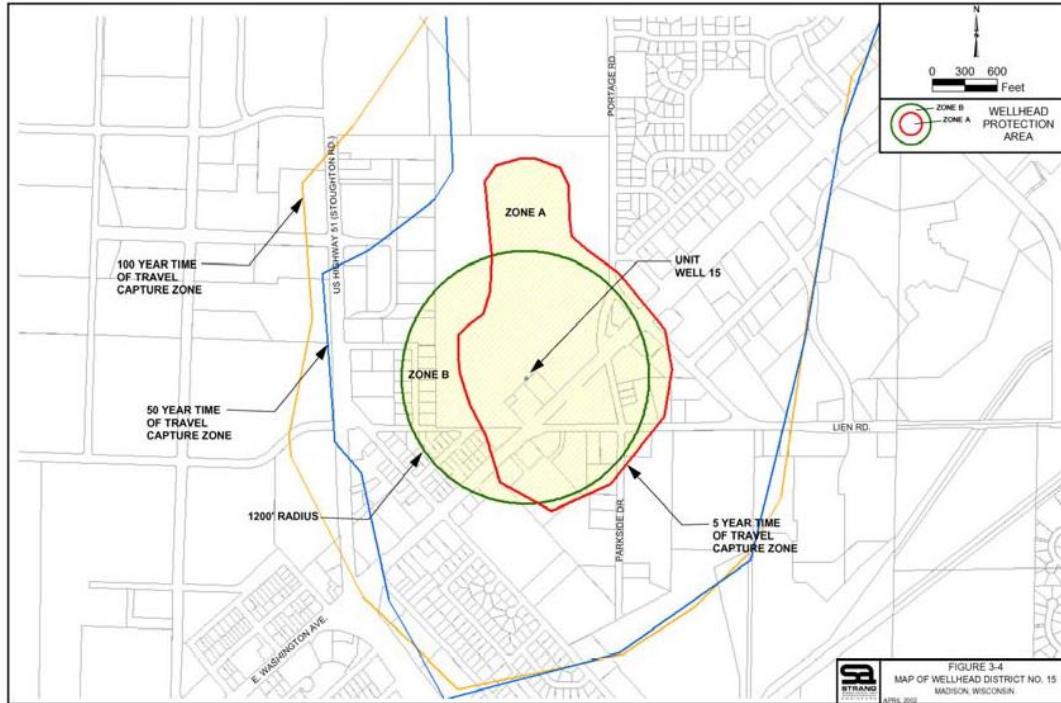 N
0 300 600
Feet
ZONE B
ZONE A
WELLHEAD
PROTECTION
AREA
PORTAGE RD.
US HIGHWAY 51 (STOUGHTON RD.)
ZONE A
100 YEAR TIME
OF TRAVEL
CAPTURE ZONE
UNIT
WELL 15
ZONE B
50 YEAR TIME
OF TRAVEL
CAPTURE ZONE
LIEN RD.
1200' RADIUS
PARKSIDE DR.
5 YEAR TIME
OF TRAVEL
CAPTURE ZONE
E. WASHINGTON AVE.
sa
STRAND
FIGURE 3-4
MAP OF WELLHEAD DISTRICT NO. 15
MADISON, WISCONSIN
APRIL 2002